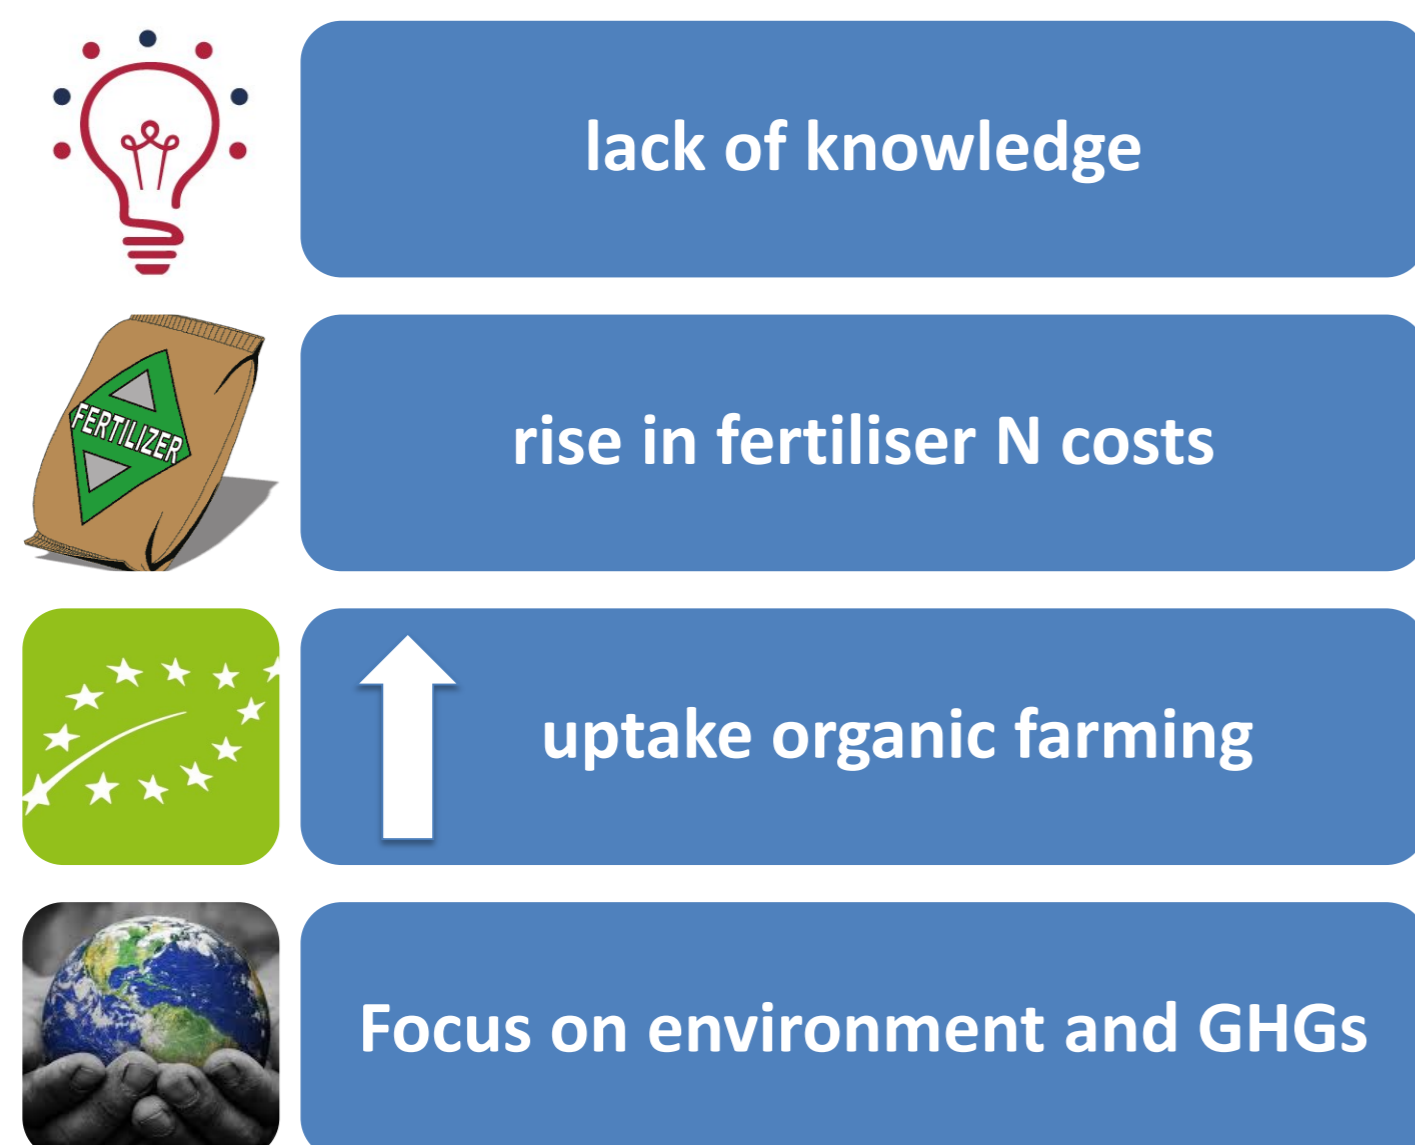 lack of knowledge
FERTILIZER
rise in fertiliser N costs
uptake organic farming
Focus on environment and GHGs